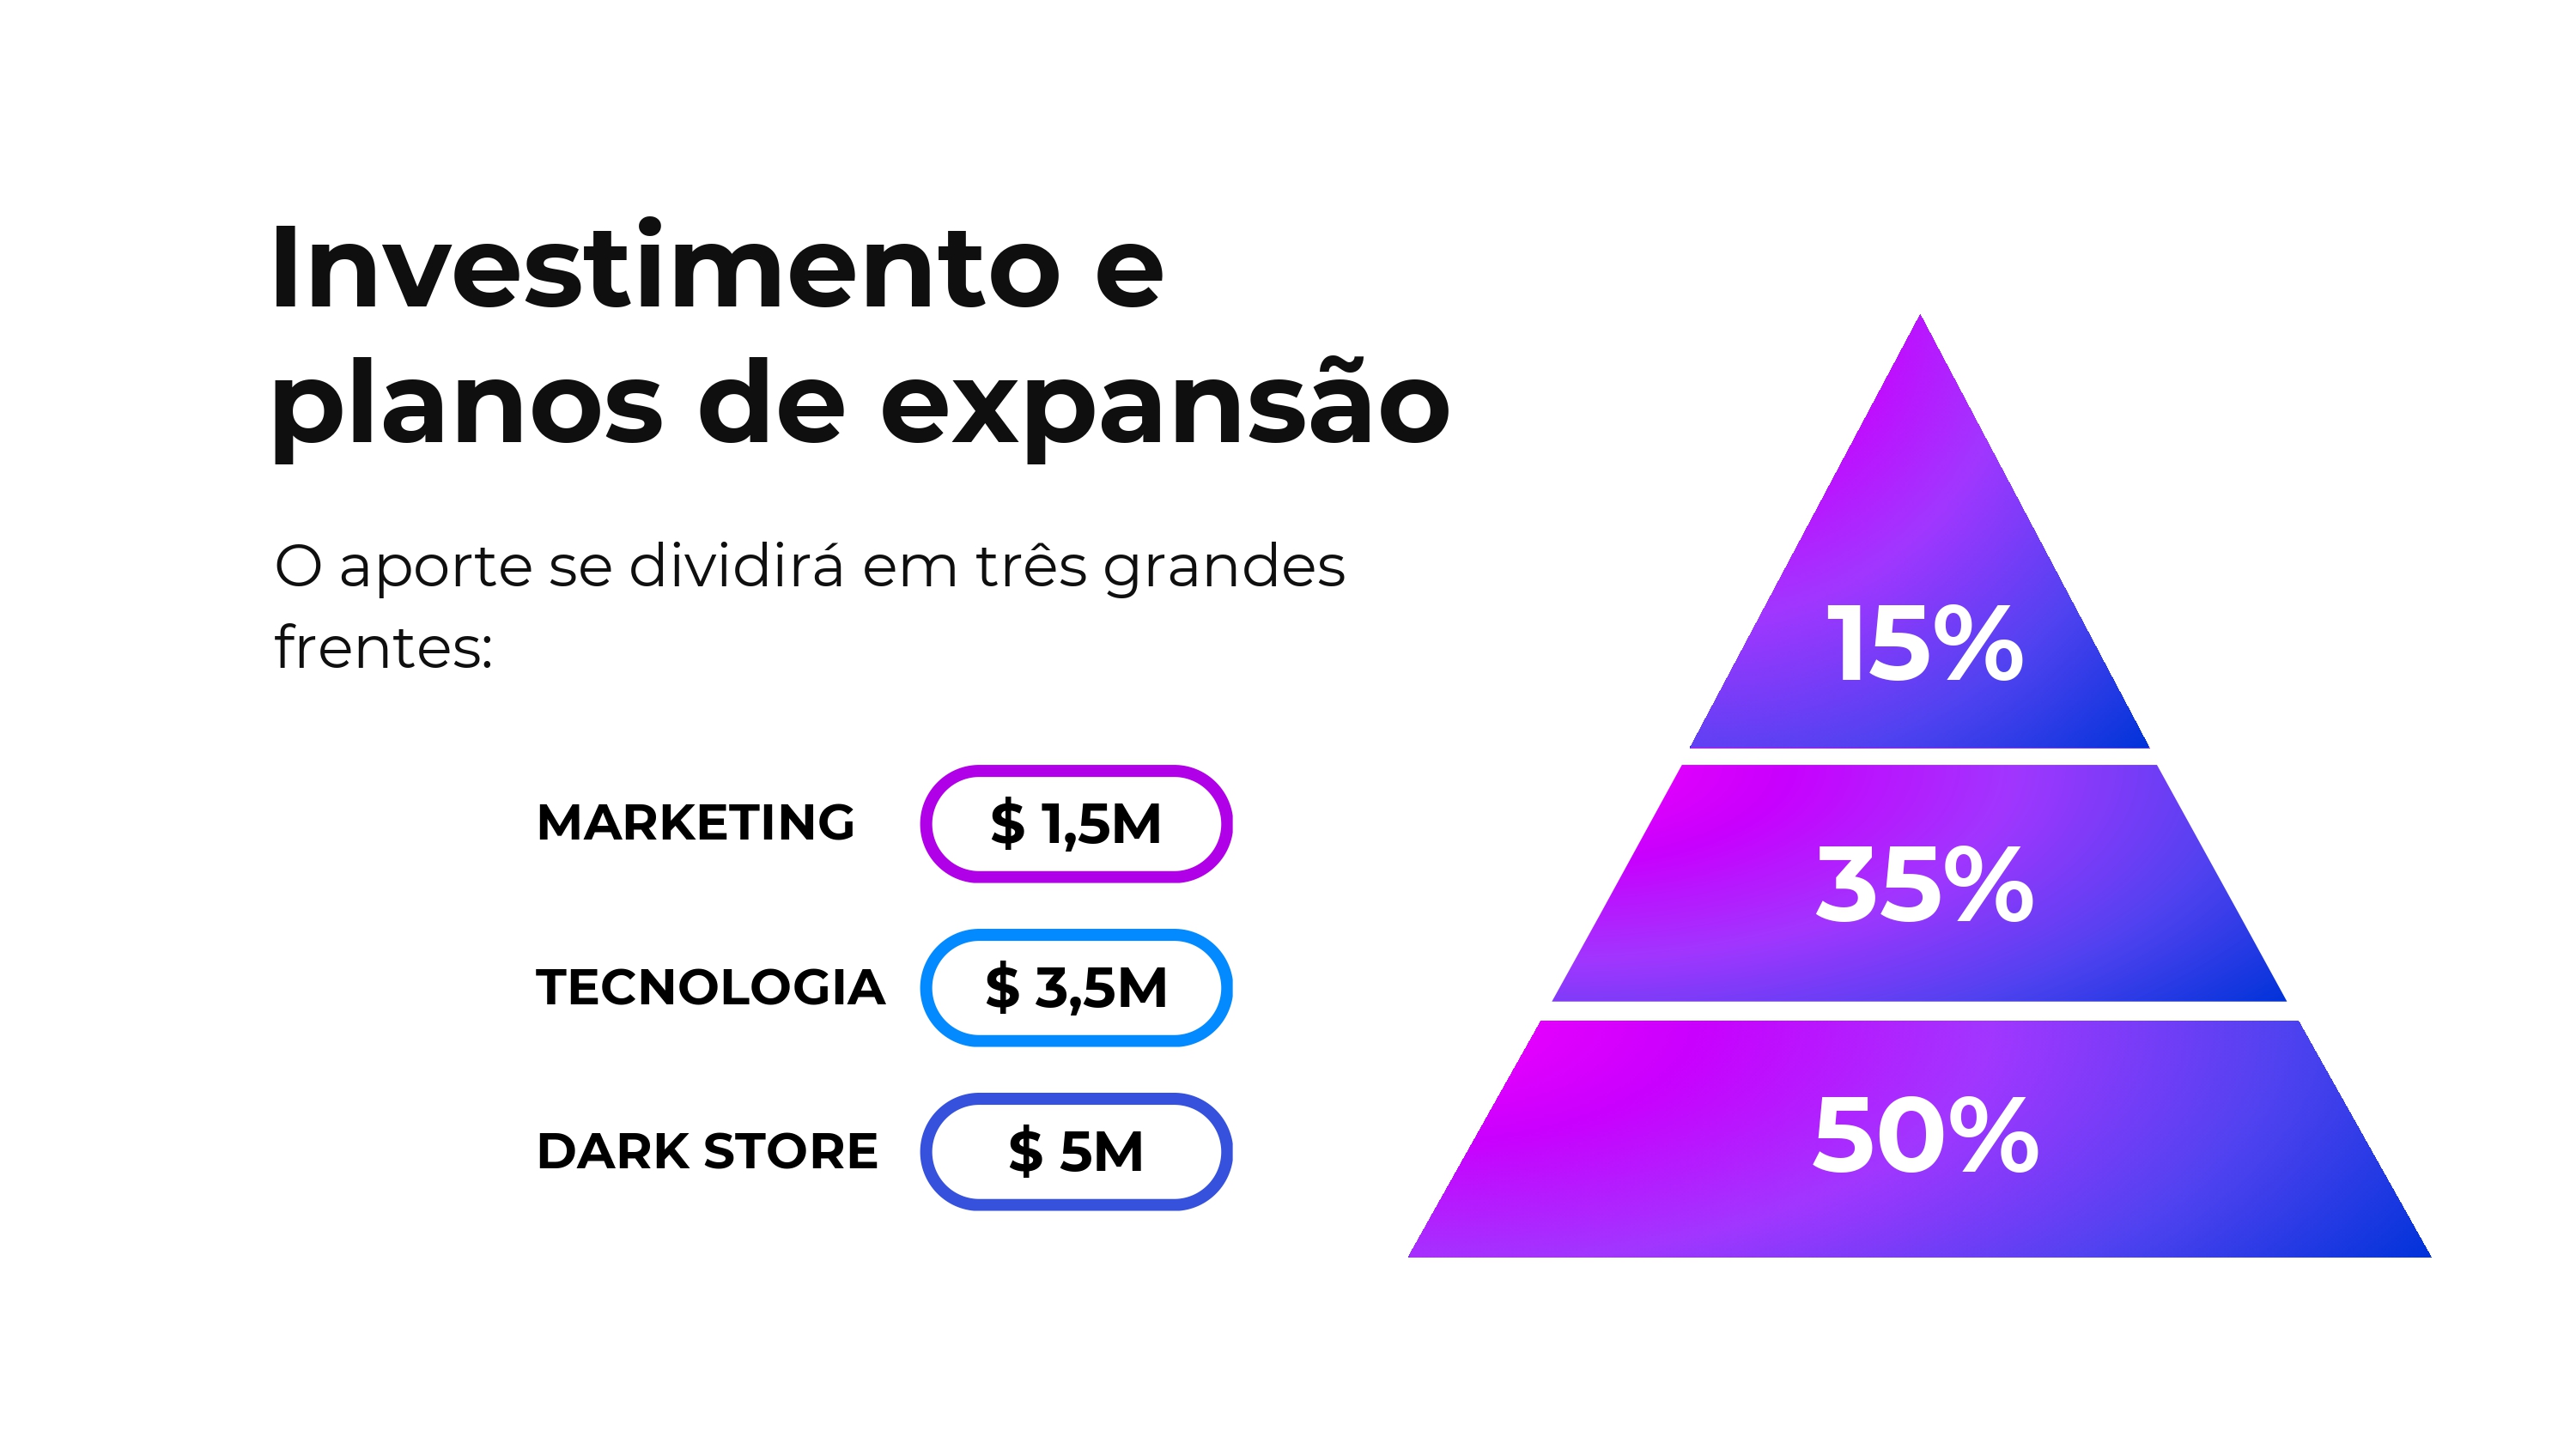 Investimento e
planos de expansão
O aporte se dividirá em três grandes
frentes:
MARKETING $ 1,5M
TECNOLOGIA $ 3,5M
DARK STORE $ 5M
15%
35%
50%